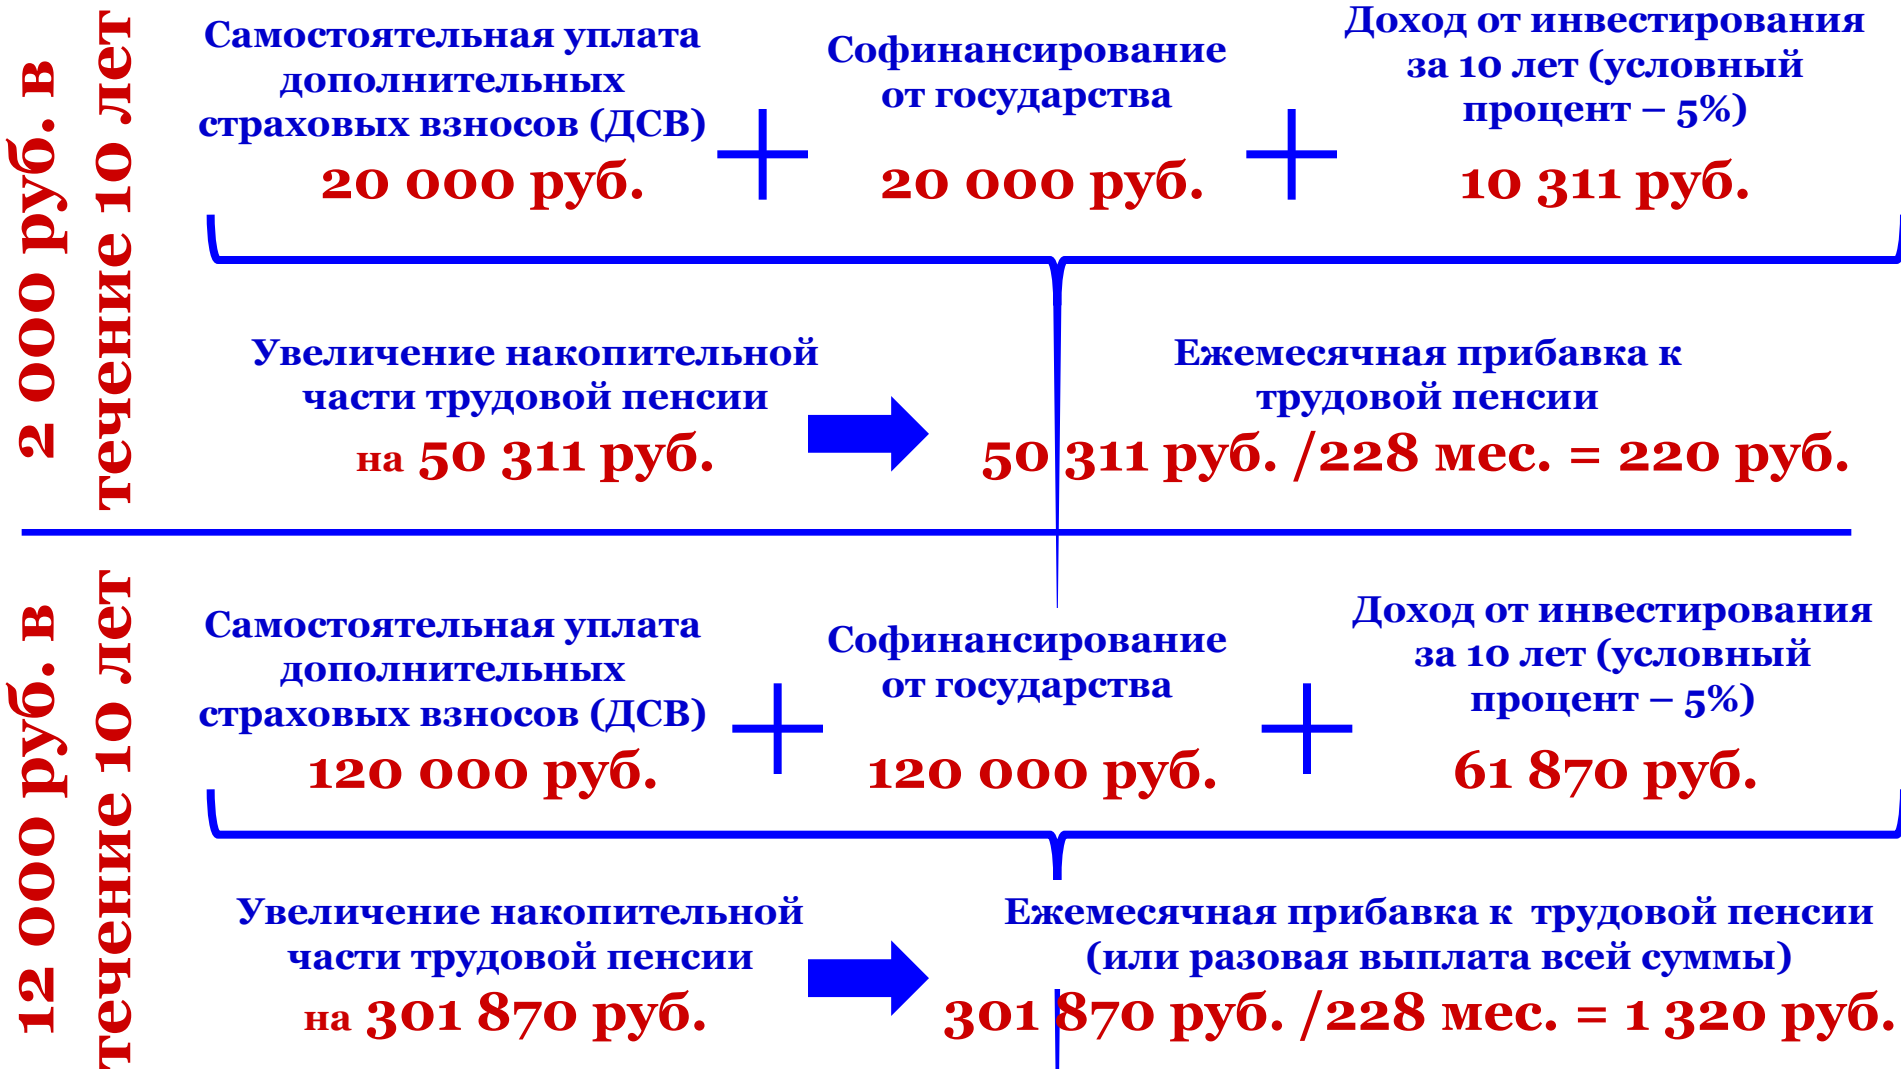 2 000 руб. в
течение 10 лет
Самостоятельная уплата
дополнительных
страховых взносов (ДСВ)
20 000 руб.
Софинансирование
от государства
20 000 руб.
Доход от инвестирования
за 10 лет (условный
процент – 5%)
10 311 руб.
Увеличение накопительной
части трудовой пенсии
на 50 311 руб.
Ежемесячная прибавка к
трудовой пенсии
50 311 руб. /228 мес. = 220 руб.
12 000 руб. в
течение 10 лет
Самостоятельная уплата
дополнительных
страховых взносов (ДСВ)
120 000 руб.
Софинансирование
от государства
120 000 руб.
Доход от инвестирования
за 10 лет (условный
процент – 5%)
61 870 руб.
Увеличение накопительной
части трудовой пенсии
на 301 870 руб.
Ежемесячная прибавка к трудовой пенсии
(или разовая выплата всей суммы)
301 870 руб. /228 мес. = 1 320 руб.